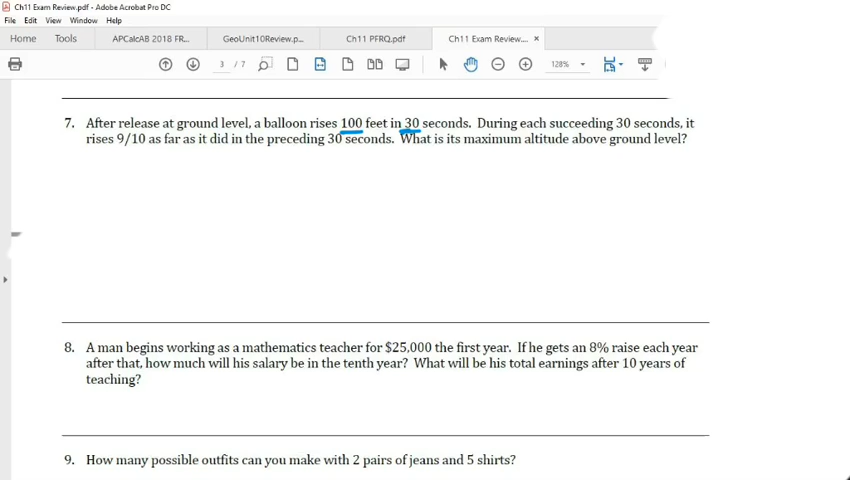 Ch11 Exam Review.pdf - Adobe Acrobat Pro DC
File Edit View Window Help
Home Tools APCalcAB 2018 FR... GeoUnit10Review.p... Ch11 PFRQ.pdf Ch11 Exam Review.... ×
3 / 7 128%
7. After release at ground level, a balloon rises 100 feet in 30 seconds. During each succeeding 30 seconds, it
rises 9/10 as far as it did in the preceding 30 seconds. What is its maximum altitude above ground level?
8. A man begins working as a mathematics teacher for $25,000 the first year. If he gets an 8% raise each year
after that, how much will his salary be in the tenth year? What will be his total earnings after 10 years of
teaching?
9. How many possible outfits can you make with 2 pairs of jeans and 5 shirts?